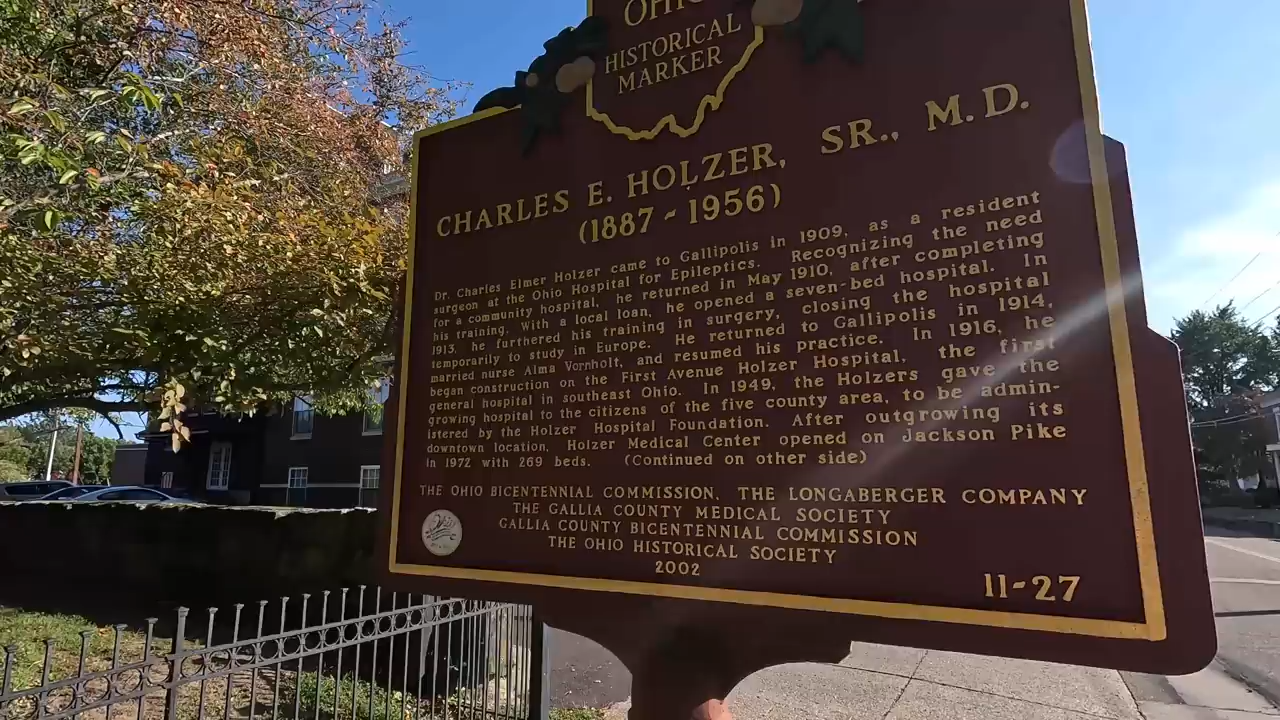 OHIO
HISTORICAL
MARKER
CHARLES E. HOLZER, SR., M.D.
(1887 - 1956)
Dr. Charles Elmer Holzer came to Gallipolis in 1909, as a resident
surgeon at the Ohio Hospital for Epileptics. Recognizing the need
for a community hospital, he returned in May 1910, after completing
his training. With a local loan, he opened a seven-bed hospital. In
1913, he furthered his training in surgery, closing the hospital
temporarily to study in Europe. He returned to Gallipolis in 1914,
married nurse Alma Vornholt, and resumed his practice. In 1916, he
began construction on the First Avenue Holzer Hospital, the first
general hospital in southeast Ohio. In 1949, the Holzers gave the
growing hospital to the citizens of the five county area, to be admin-
istered by the Holzer Hospital Foundation. After outgrowing its
downtown location, Holzer Medical Center opened on Jackson Pike
in 1972 with 269 beds. (Continued on other side)
THE OHIO BICENTENNIAL COMMISSION, THE LONGABERGER COMPANY
THE GALLIA COUNTY MEDICAL SOCIETY
GALLIA COUNTY BICENTENNIAL COMMISSION
THE OHIO HISTORICAL SOCIETY
2002
11-27